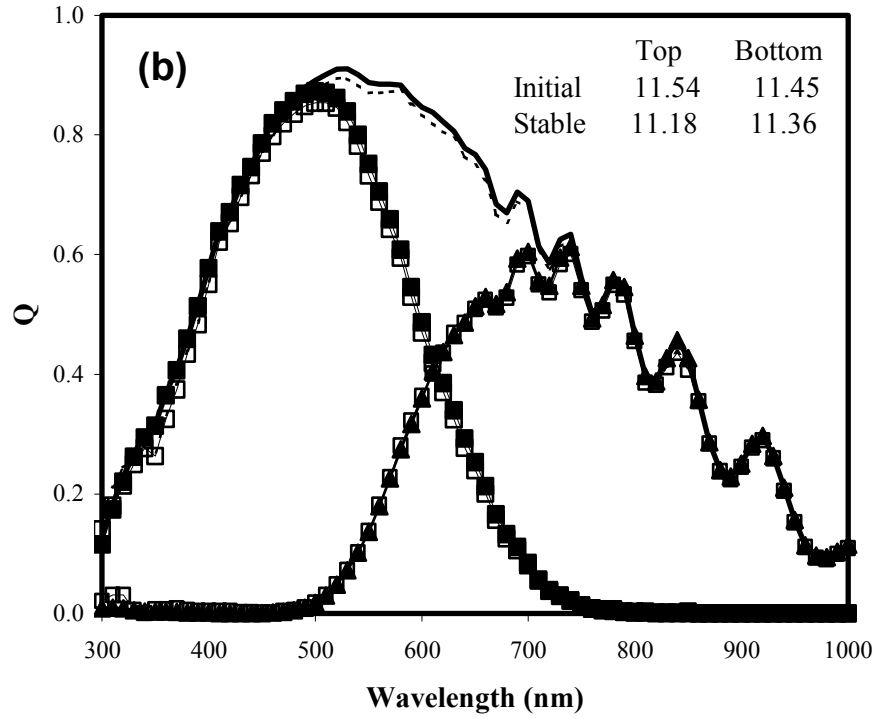 1.0
(b)
Top Bottom
Initial 11.54 11.45
Stable 11.18 11.36
0.8
0.6
Q
0.4
0.2
0.0
300 400 500 600 700 800 900 1000
Wavelength (nm)